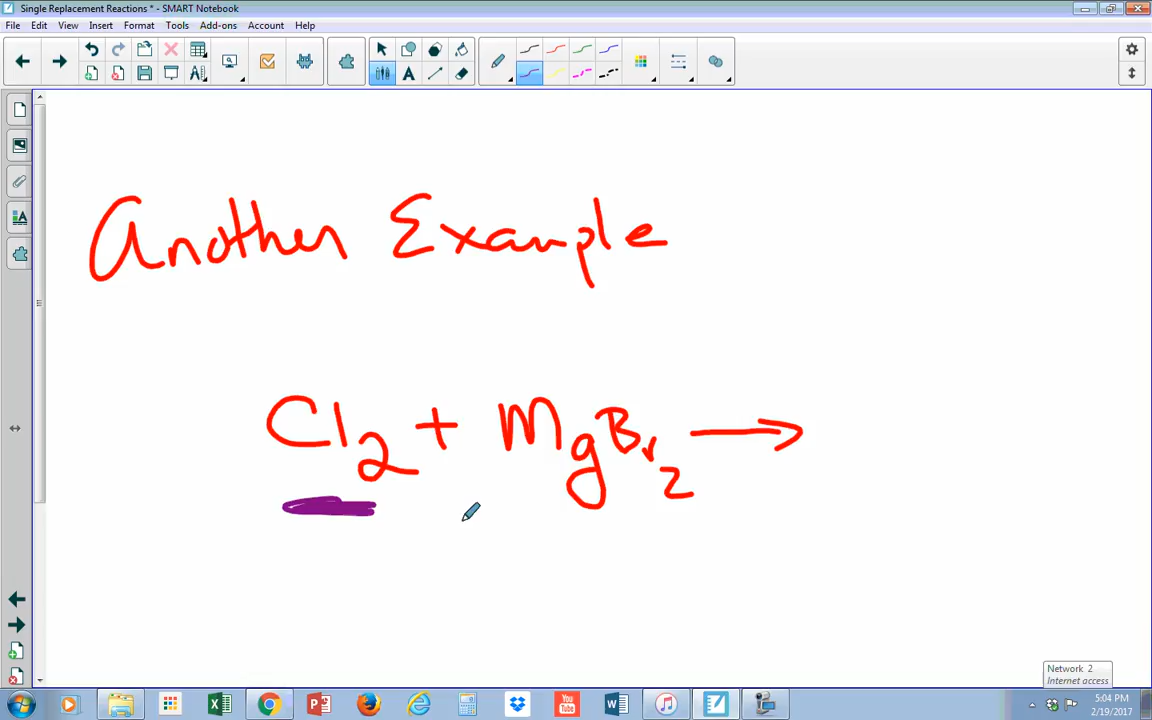 Single Replacement Reactions * - SMART Notebook
File Edit View Insert Format Tools Add-ons Account Help
Another Example
Cl2 + MgBr2 →
Network 2
Internet access
5:04 PM
2/19/2017